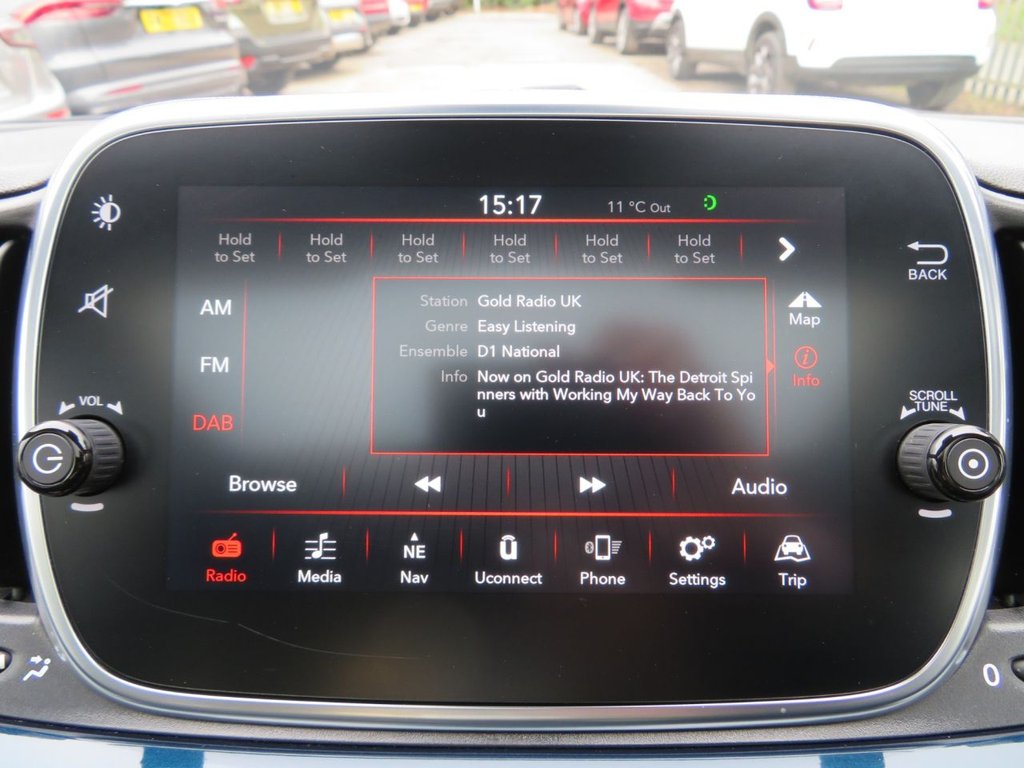 15:17 11 °C Out
Hold Hold Hold Hold Hold Hold
to Set to Set to Set to Set to Set to Set
BACK
AM
FM
DAB
Station Gold Radio UK
Genre Easy Listening
Ensemble D1 National
Info Now on Gold Radio UK: The Detroit Spi
nners with Working My Way Back To Yo
u
Map
Info
VOL
SCROLL
TUNE
Browse Audio
NE
Radio Media Nav Uconnect Phone Settings Trip
0